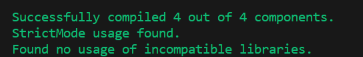 Successfully compiled 4 out of 4 components.
StrictMode usage found.
Found no usage of incompatible libraries.